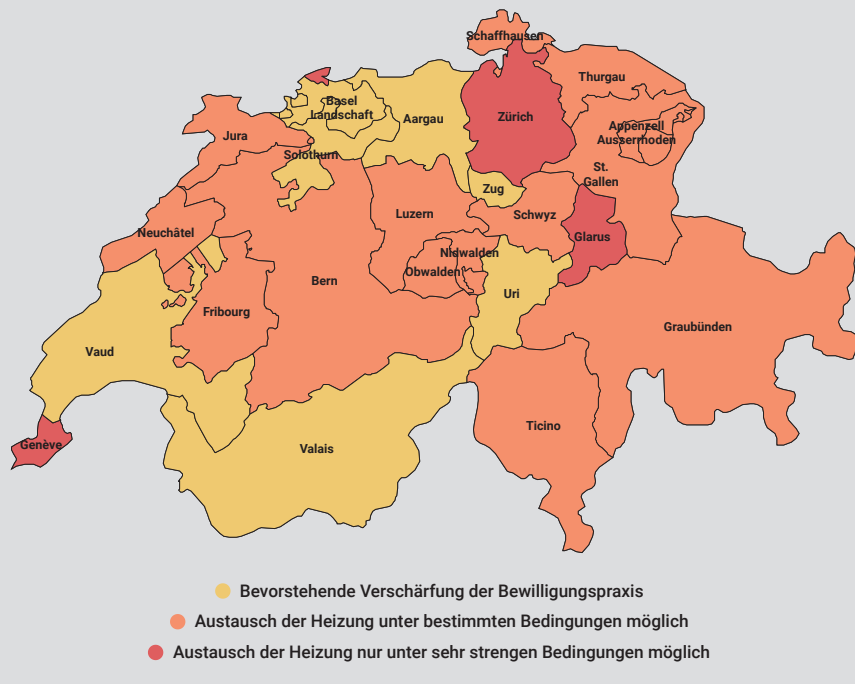 Schaffhausen
Thurgau
Basel
Landschaft
Aargau
Zürich
Jura
Appenzell
Ausserrhoden
Solothurn
St.
Gallen
Zug
Luzern
Schwyz
Neuchâtel
Glarus
Nidwalden
Obwalden
Bern
Uri
Fribourg
Graubünden
Vaud
Ticino
Genève
Valais
Bevorstehende Verschärfung der Bewilligungspraxis
Austausch der Heizung unter bestimmten Bedingungen möglich
Austausch der Heizung nur unter sehr strengen Bedingungen möglich